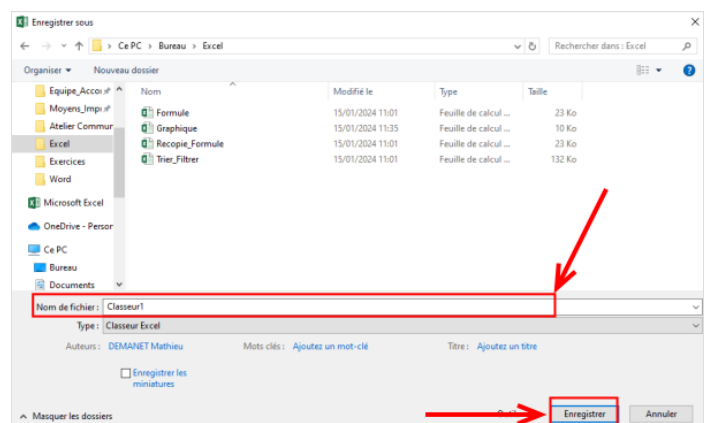 Enregistrer sous
Ce PC > Bureau > Excel
Rechercher dans : Excel
Organiser
Nouveau dossier
Nom
Modifié le
Type
Taille
Formule 15/01/2024 11:01 Feuille de calcul ... 23 Ko
Graphique 15/01/2024 11:35 Feuille de calcul ... 10 Ko
Recopie_Formule 15/01/2024 11:01 Feuille de calcul ... 23 Ko
Trier_Filtrer 15/01/2024 11:01 Feuille de calcul ... 132 Ko
Equipe_Accou
Moyens_Impu
Atelier Commur
Excel
Exercices
Word
Microsoft Excel
OneDrive - Persor
Ce PC
Bureau
Documents
Nom de fichier : Classeur1
Type : Classeur Excel
Auteurs : DEMANET Mathieu Mots clés : Ajoutez un mot-clé Titre : Ajoutez un titre
Enregistrer les
miniatures
Masquer les dossiers
Enregistrer
Annuler